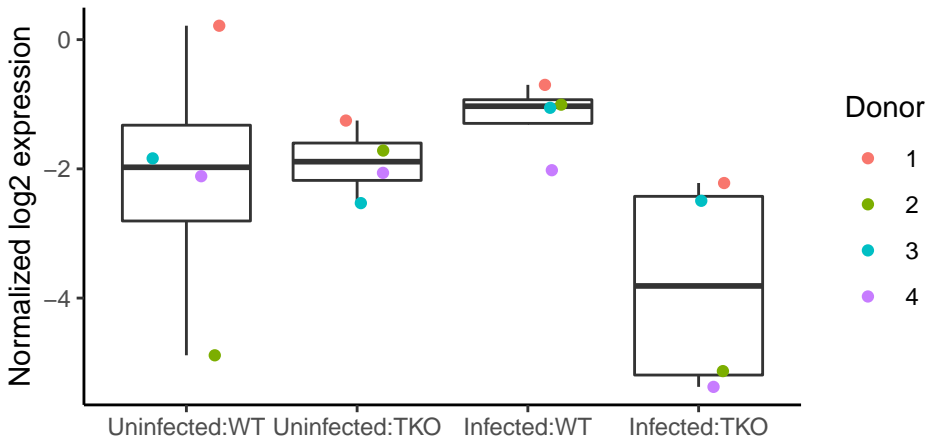 Normalized log2 expression
0
−2
−4
Uninfected:WT Uninfected:TKO Infected:WT Infected:TKO
Donor
1
2
3
4